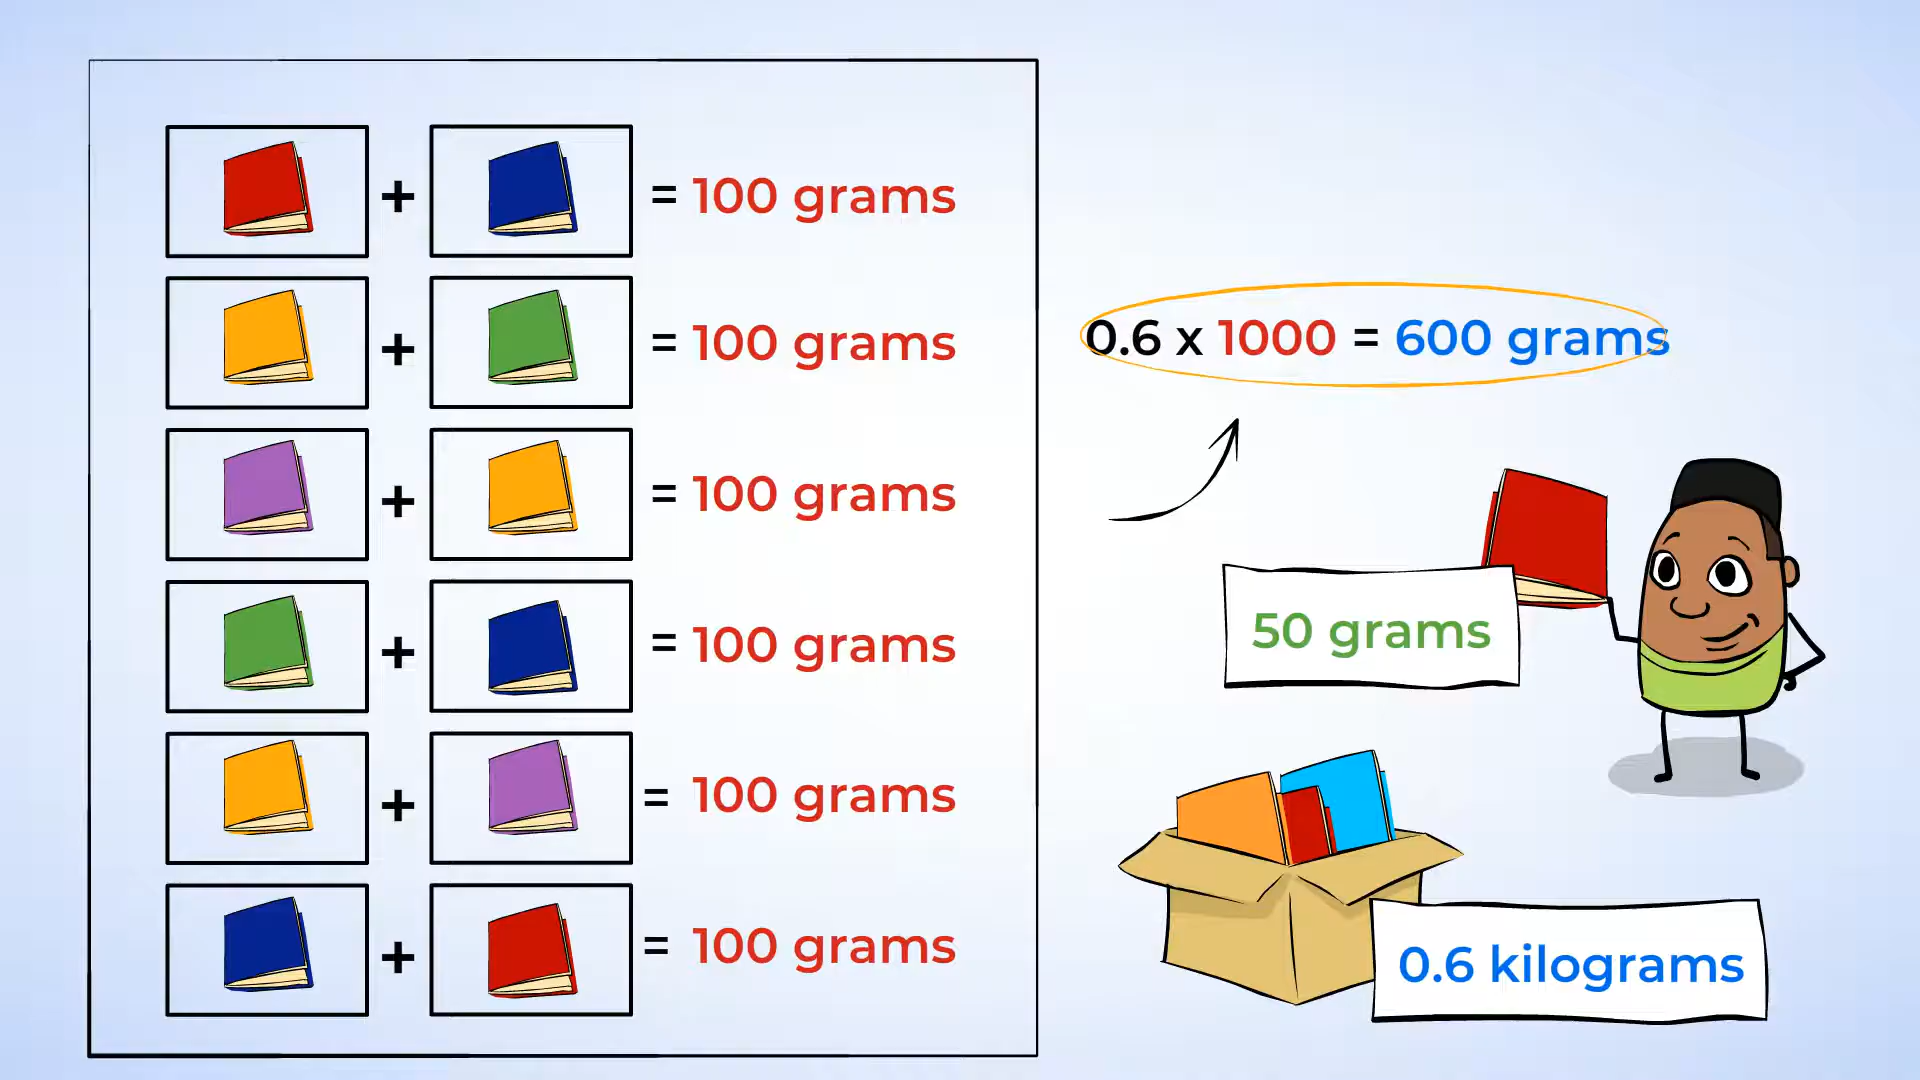 + = 100 grams
+ = 100 grams
+ = 100 grams
+ = 100 grams
+ = 100 grams
+ = 100 grams
0.6 x 1000 = 600 grams
50 grams
0.6 kilograms